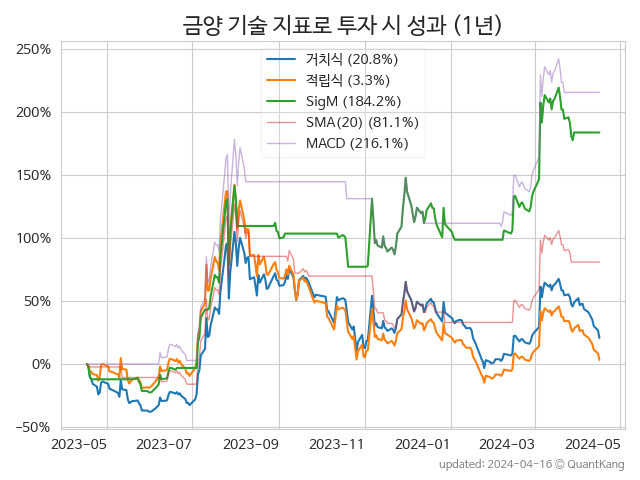 금양 기술 지표로 투자 시 성과 (1년)
거치식 (20.8%)
적립식 (3.3%)
SigM (184.2%)
SMA(20) (81.1%)
MACD (216.1%)
250%
200%
150%
100%
50%
0%
−50%
2023-05 2023-07 2023-09 2023-11 2024-01 2024-03 2024-05
updated: 2024-04-16 © QuantKang